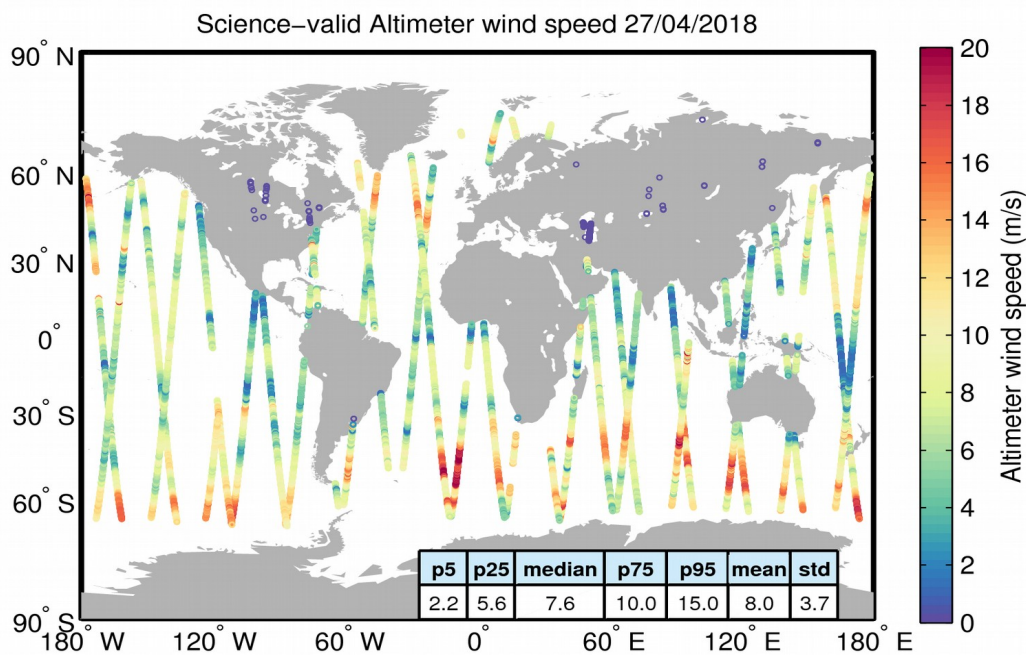 Science−valid Altimeter wind speed 27/04/2018
90° N
60° N
30° N
0°
30° S
60° S
90° S
180° W 120° W 60° W 0° 60° E 120° E 180° E
p5 p25 median p75 p95 mean std
2.2 5.6 7.6 10.0 15.0 8.0 3.7
20
18
16
14
12
10
8
6
4
2
0
Altimeter wind speed (m/s)